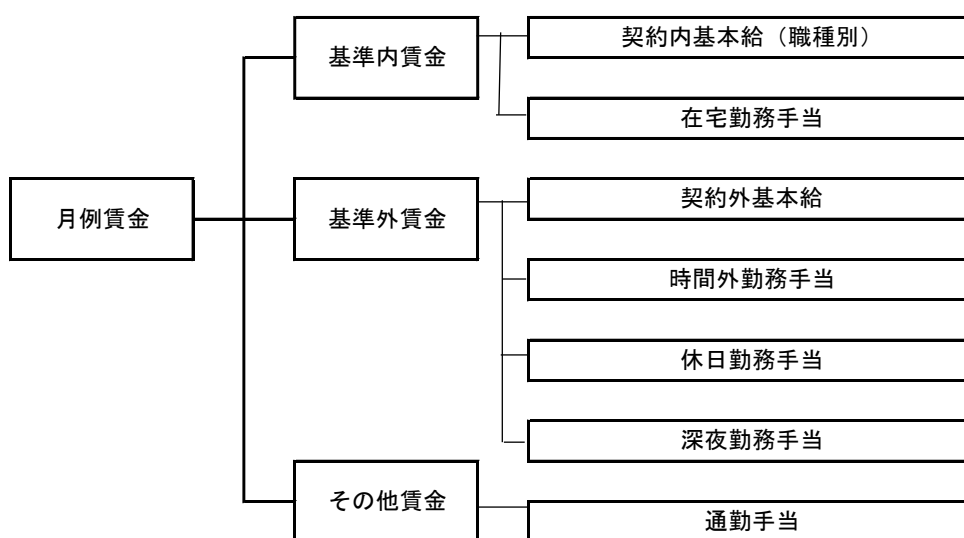 月例賃金
基準内賃金
契約内基本給（職種別）
在宅勤務手当
基準外賃金
契約外基本給
時間外勤務手当
休日勤務手当
深夜勤務手当
その他賃金
通勤手当